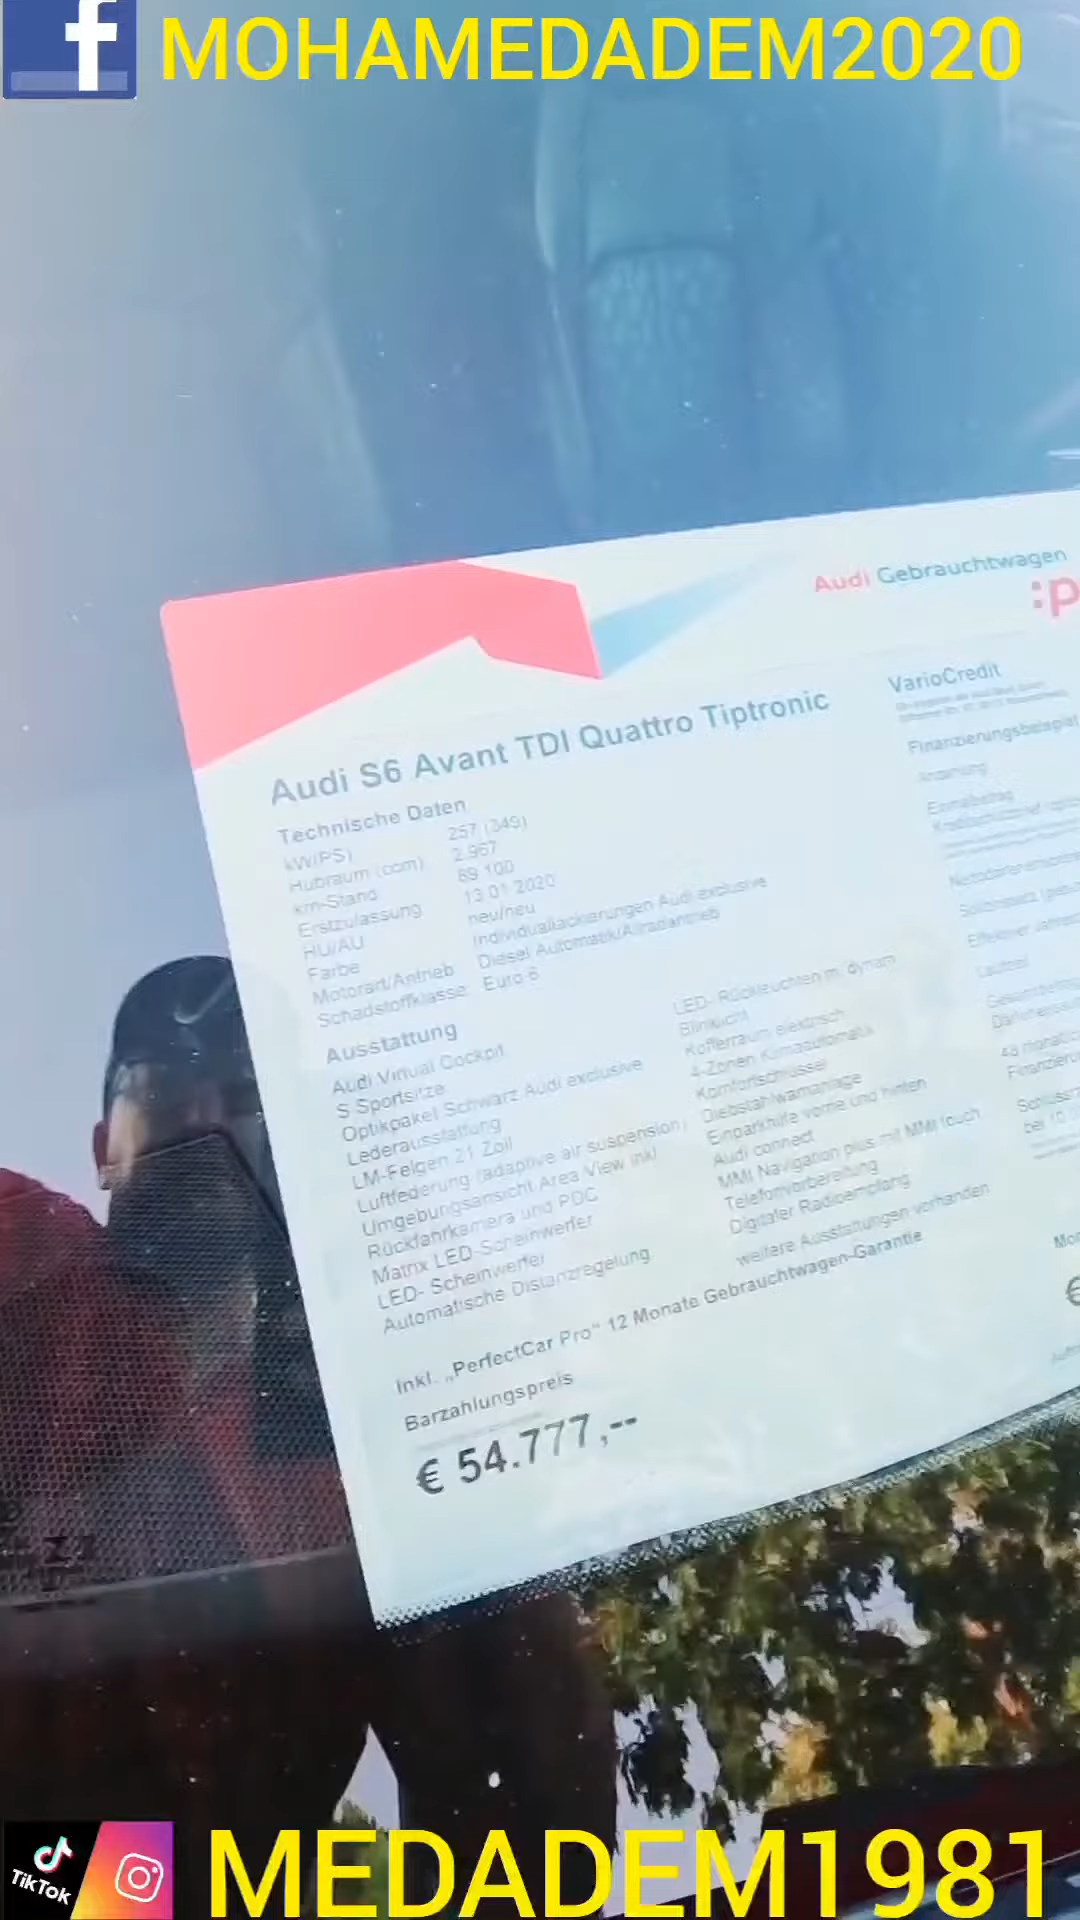 MOHAMEDADEM2020
Audi Gebrauchtwagen
:p
Audi S6 Avant TDI Quattro Tiptronic
Technische Daten
kW(PS) 257 (349)
Hubraum (ccm) 2.967
km-Stand 69 100
Erstzulassung 13 01 2020
HU/AU neu/neu
Farbe Individuallackierungen Audi exclusive
Motorart/Antrieb Diesel Automatik/Allradantrieb
Schadstoffklasse Euro 6
Ausstattung
Audi Virtual Cockpit
S Sportsitze
Optikpaket Schwarz Audi exclusive
Lederausstattung
LM-Felgen 21 Zoll
Luftfederung (adaptive air suspension)
Umgebungsansicht Area View inkl
Rückfahrkamera und PDC
Matrix LED-Scheinwerfer
LED- Scheinwerfer
Automatische Distanzregelung
LED- Rückleuchten m. dynam
Blinklicht
Kofferraum elektrisch
4-Zonen Klimaautomatik
Komfortschlüssel
Diebstahlwarnanlage
Einparkhilfe vorne und hinten
Audi connect
MMI Navigation plus mit MMI touch
Telefonvorbereitung
Digitaler Radioempfang
weitere Ausstattungen vorhanden
Inkl. „PerfectCar Pro“ 12 Monate Gebrauchtwagen-Garantie
Barzahlungspreis
€ 54.777,--
VarioCredit
Finanzierungsbeispiel
Anzahlung
Laufzeit
€
TikTok
MEDADEM1981